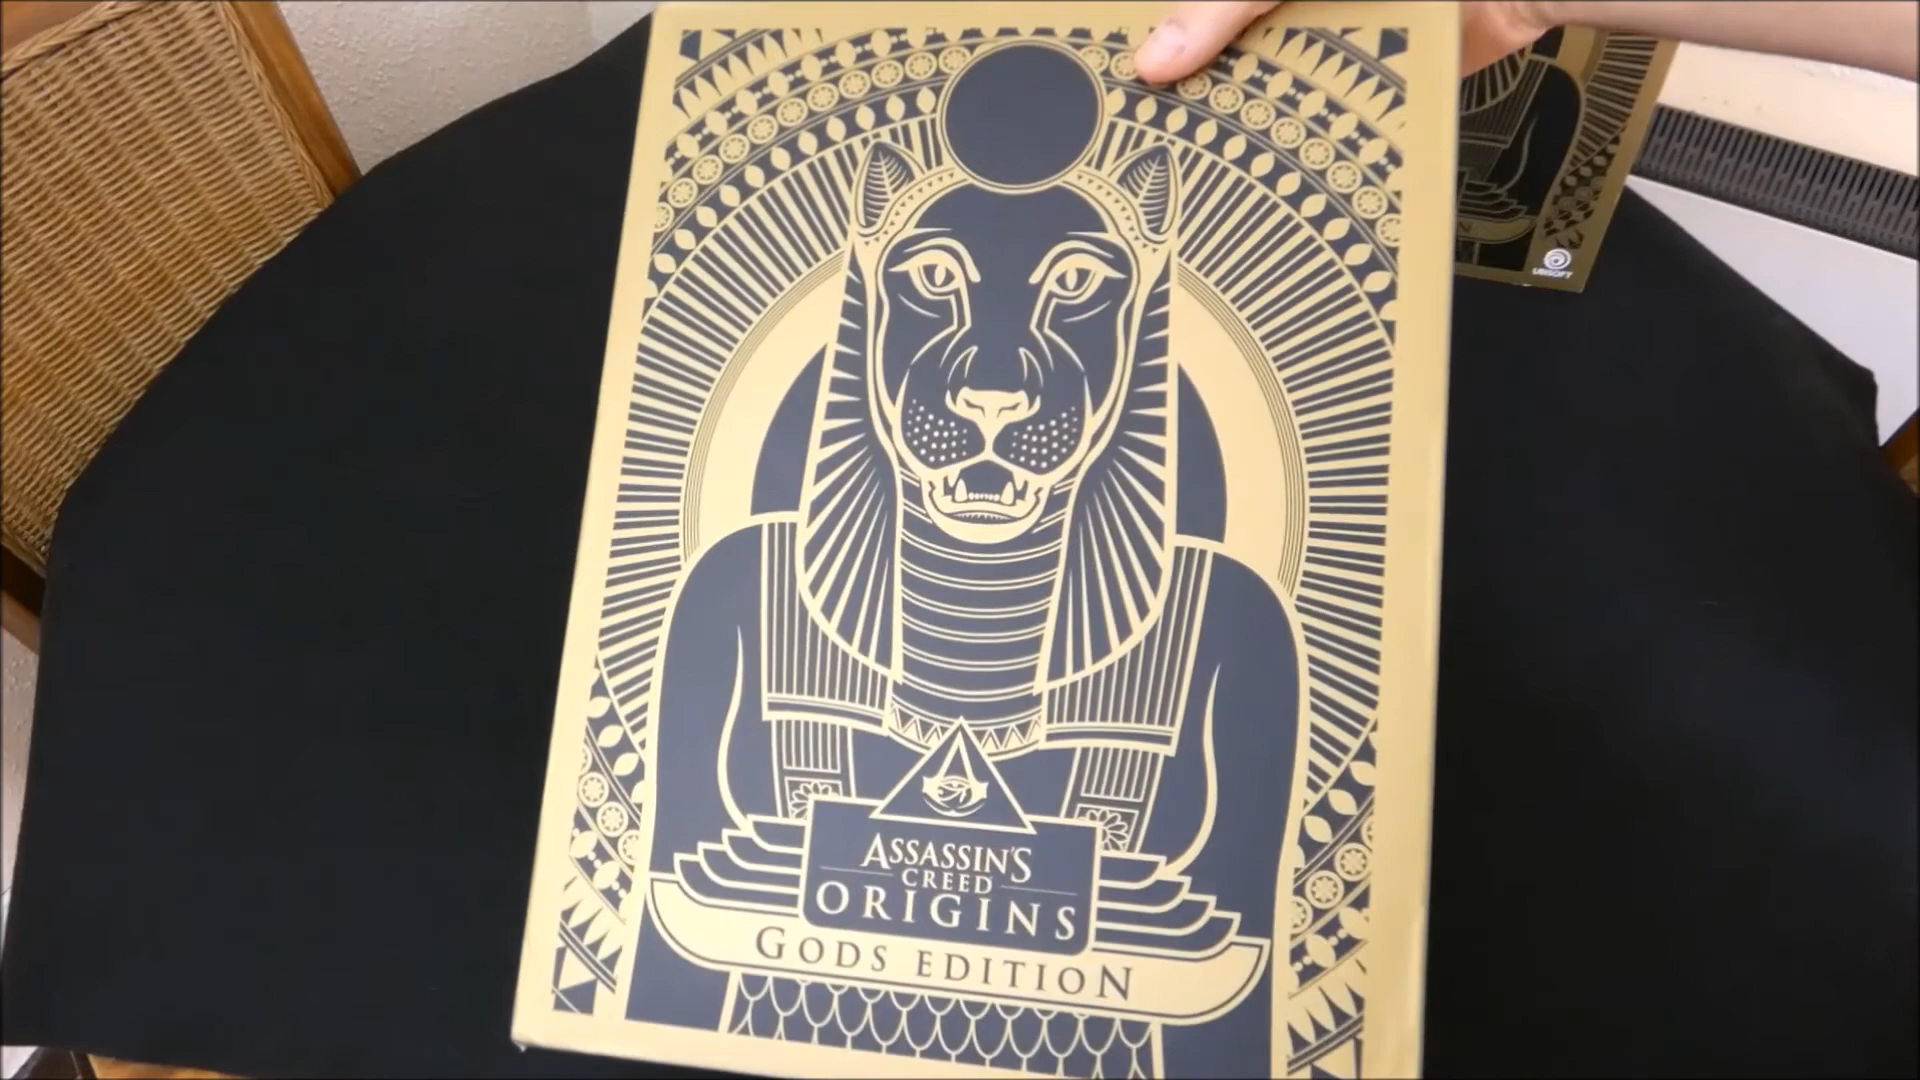 ASSASSIN'S
CREED
ORIGINS
GODS EDITION
UBISOFT